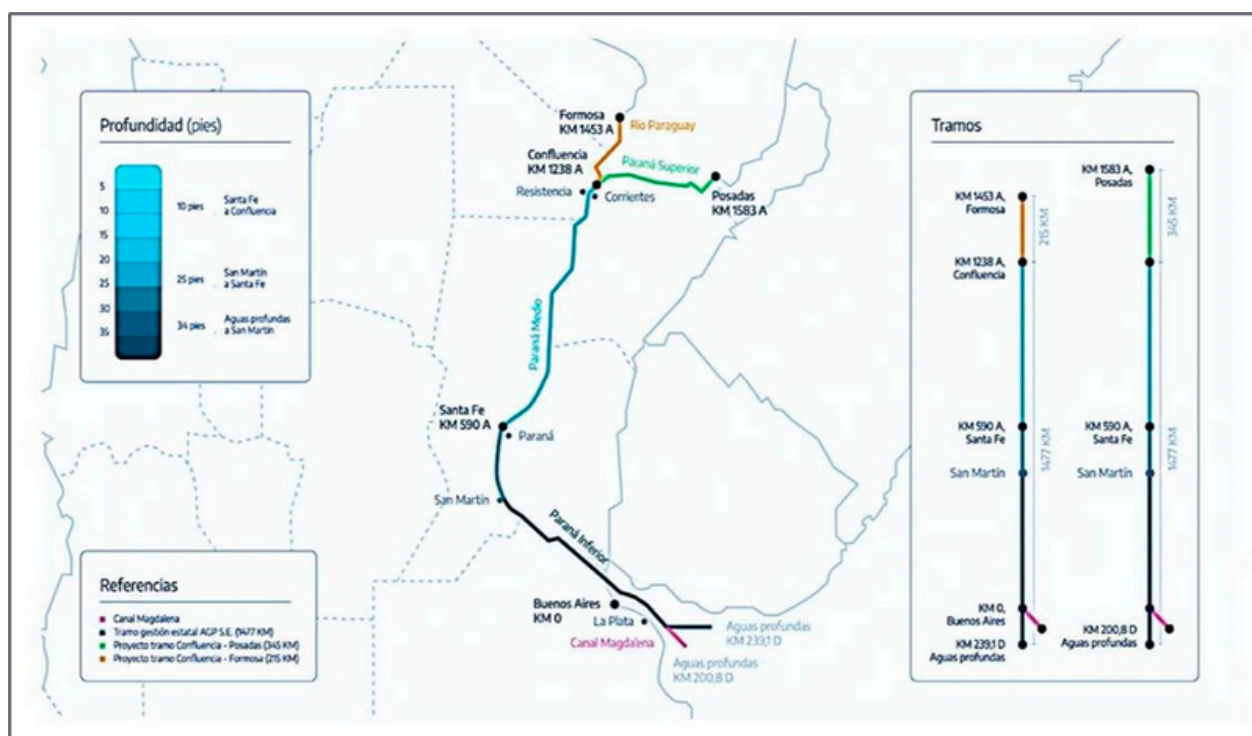 Profundidad (pies)
5
10
15
20
25
30
35
10 pies
Santa Fe
a Confluencia
25 pies
San Martín
a Santa Fe
34 pies
Aguas profundas
a San Martín
Formosa
KM 1453 A
Río Paraguay
Confluencia
KM 1238 A
Paraná Superior
Resistencia
Corrientes
Posadas
KM 1583 A
Paraná Medio
Santa Fe
KM 590 A
Paraná
San Martín
Paraná Inferior
Buenos Aires
KM 0
La Plata
Canal Magdalena
Aguas profundas
KM 239,1 D
Aguas profundas
KM 200,8 D
Referencias
Canal Magdalena
Tramo gestión estatal AGP S.E. (1477 KM)
Proyecto tramo Confluencia - Posadas (345 KM)
Proyecto tramo Confluencia - Formosa (215 KM)
Tramos
KM 1453 A,
Formosa
215 KM
KM 1238 A,
Confluencia
KM 590 A,
Santa Fe
1477 KM
San Martín
KM 0,
Buenos Aires
KM 239,1 D
Aguas profundas
KM 1583 A,
Posadas
345 KM
KM 590 A,
Santa Fe
1477 KM
San Martín
KM 200,8 D
Aguas profundas